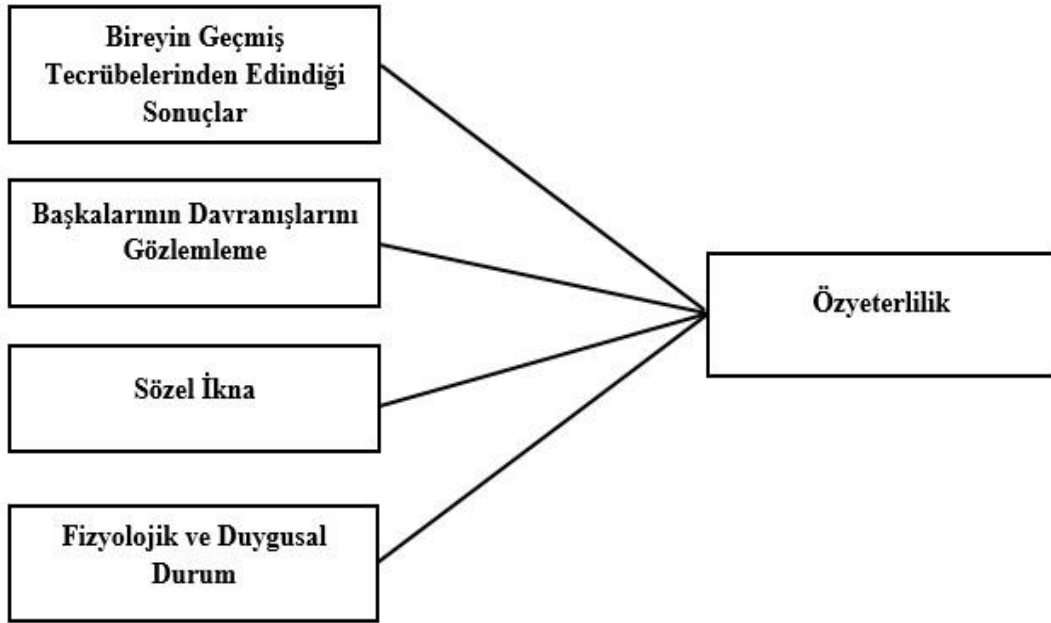 Bireyin Geçmiş
Tecrübelerinden Edindiği
Sonuçlar
Başkalarının Davranışlarını
Gözlemleme
Özyeterlilik
Sözel İkna
Fizyolojik ve Duygusal
Durum